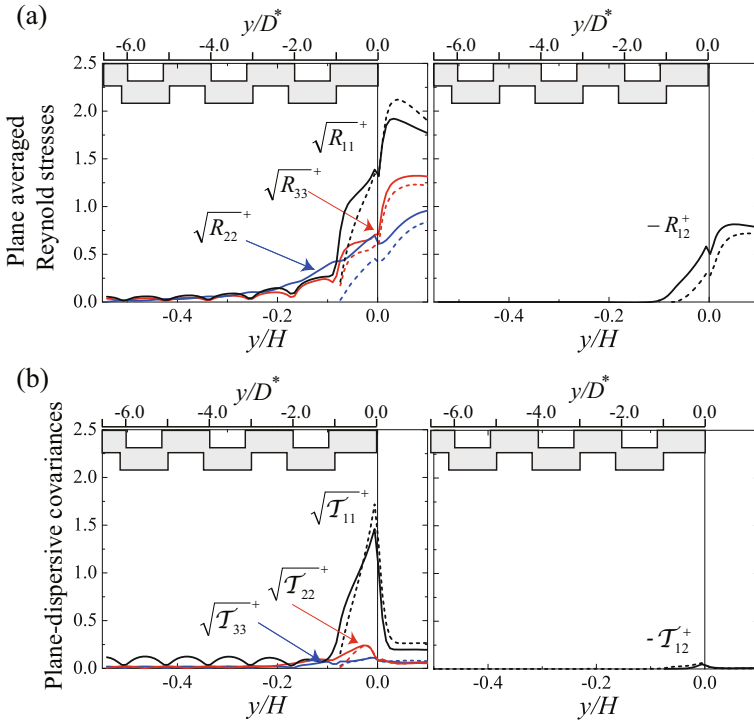 (a)
y/D*
y/D*
-6.0 -4.0 -2.0 0.0
-6.0 -4.0 -2.0 0.0
Plane averaged
Reynold stresses
2.5
2.0
1.5
1.0
0.5
0.0
√R₁₁⁺
√R₃₃⁺
√R₂₂⁺
-R₁₂⁺
-0.4 -0.2 0.0
-0.4 -0.2 0.0
y/H
y/H
(b)
y/D*
y/D*
-6.0 -4.0 -2.0 0.0
-6.0 -4.0 -2.0 0.0
Plane-dispersive covariances
2.5
2.0
1.5
1.0
0.5
0.0
√𝒯₁₁⁺
√𝒯₂₂⁺
√𝒯₃₃⁺
-𝒯₁₂⁺
-0.4 -0.2 0.0
-0.4 -0.2 0.0
y/H
y/H